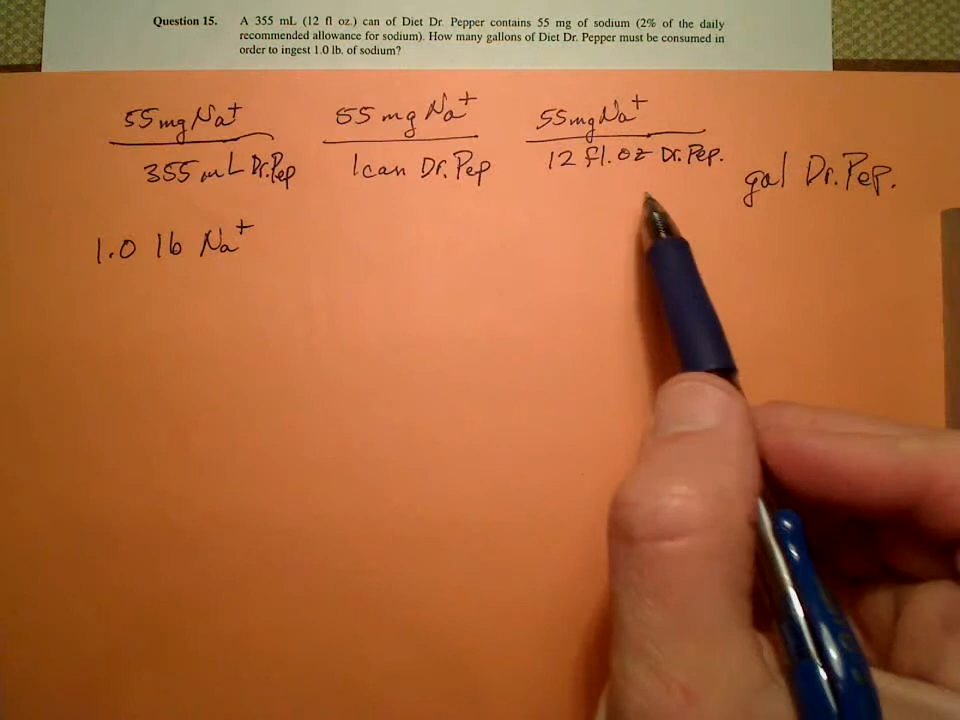 Question 15. A 355 mL (12 fl oz.) can of Diet Dr. Pepper contains 55 mg of sodium (2% of the daily
recommended allowance for sodium). How many gallons of Diet Dr. Pepper must be consumed in
order to ingest 1.0 lb. of sodium?
55 mg Na+ 55 mg Na+ 55 mg Na+
355 mL Dr. Pep 1 can Dr. Pep 12 fl. oz Dr. Pep. gal Dr. Pep.
1.0 lb Na+